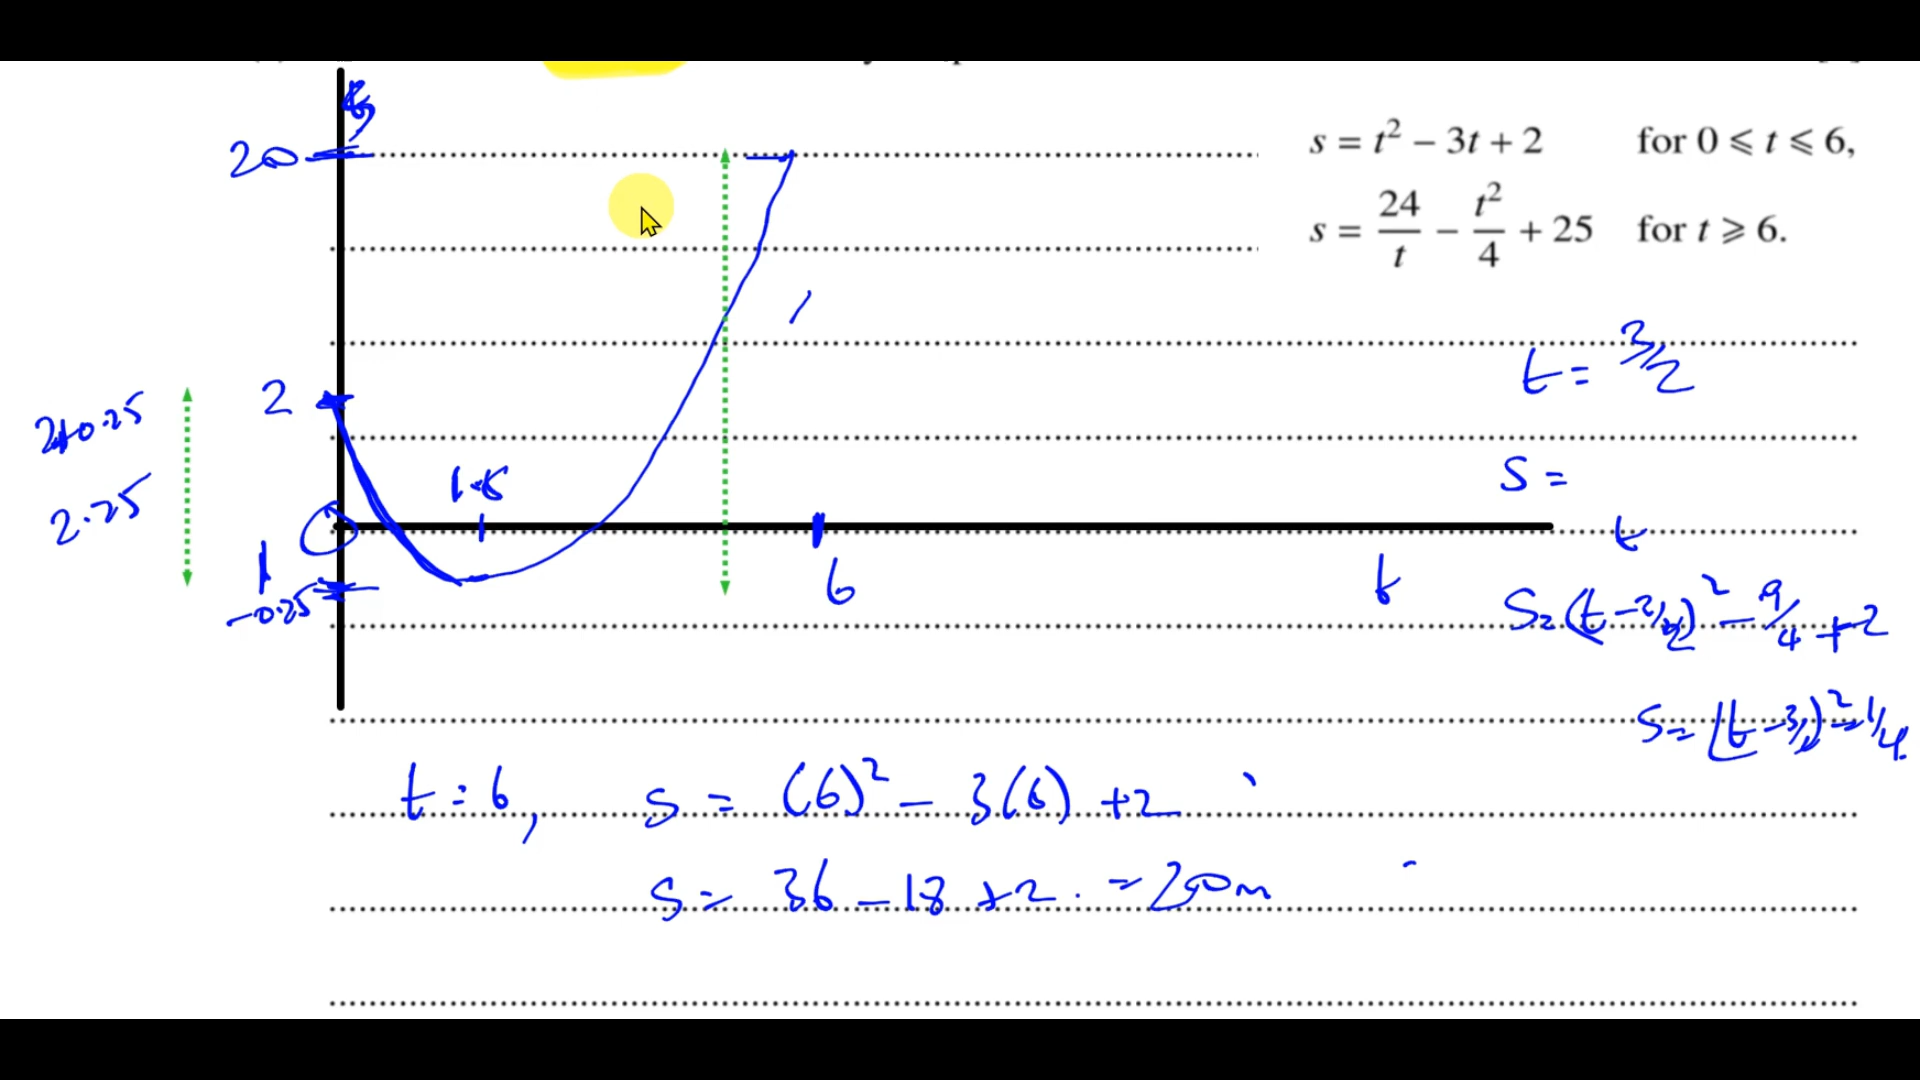 s
20
s = t² − 3t + 2 for 0 ⩽ t ⩽ 6,
s = 24/t − t²/4 + 25 for t ⩾ 6.
t = 3/2
2
2+0.25
1.5
s =
2.25
t
1
6
t
−0.25
s = (t − 3/2)² − 9/4 + 2
s = (t − 3/2)² − 1/4
t = 6, s = (6)² − 3(6) + 2
s = 36 − 18 + 2 . = 20m